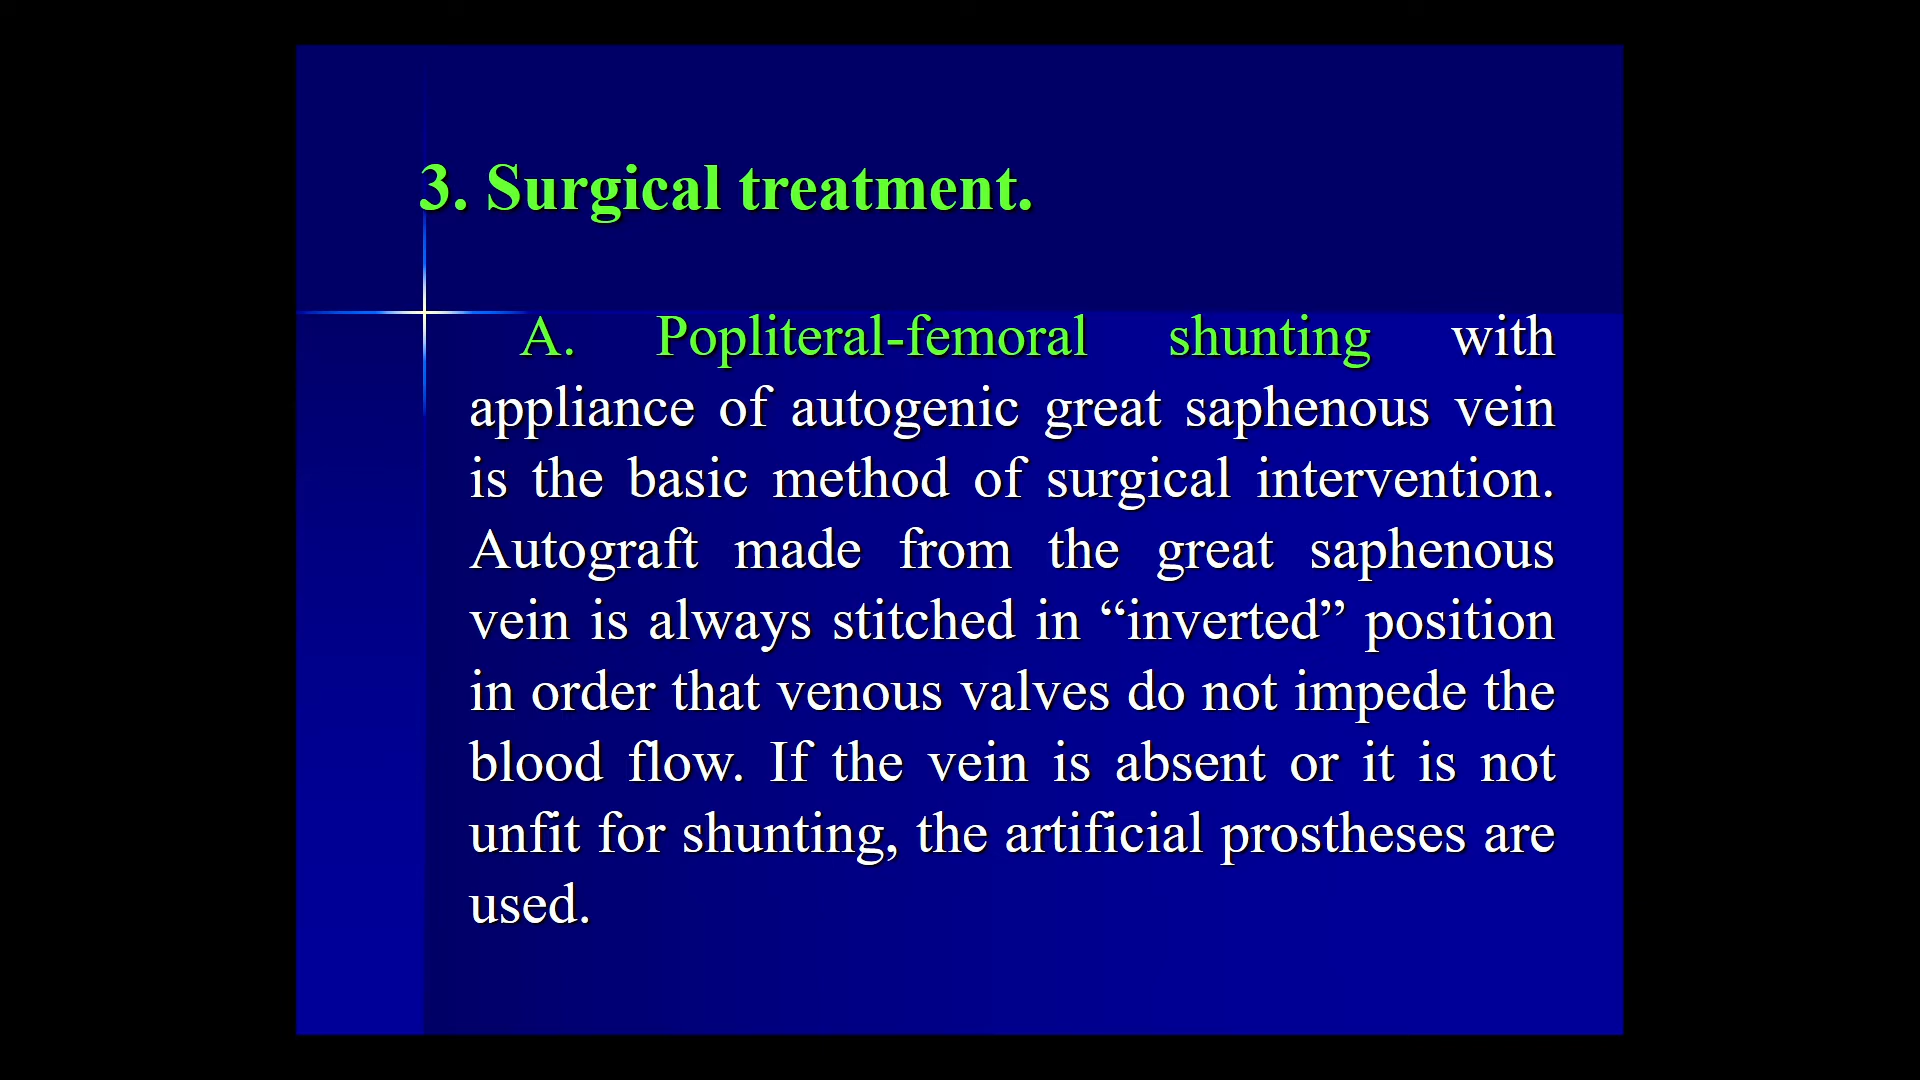 3. Surgical treatment.
A. Popliteral-femoral shunting with
appliance of autogenic great saphenous vein
is the basic method of surgical intervention.
Autograft made from the great saphenous
vein is always stitched in “inverted” position
in order that venous valves do not impede the
blood flow. If the vein is absent or it is not
unfit for shunting, the artificial prostheses are
used.